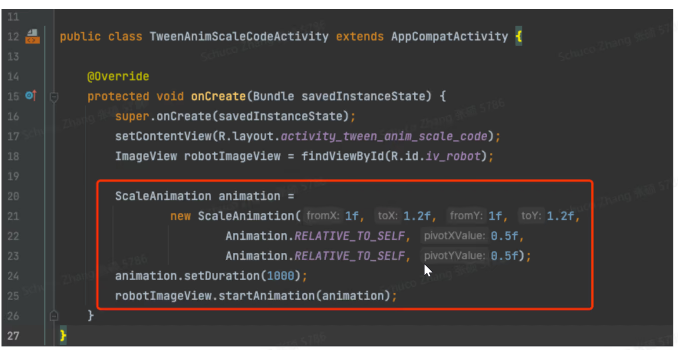 11
12 public class TweenAnimScaleCodeActivity extends AppCompatActivity {
13
14 @Override
15 protected void onCreate(Bundle savedInstanceState) {
16 super.onCreate(savedInstanceState);
17 setContentView(R.layout.activity_tween_anim_scale_code);
18 ImageView robotImageView = findViewById(R.id.iv_robot);
19
20 ScaleAnimation animation =
21 new ScaleAnimation( fromX: 1f, toX: 1.2f, fromY: 1f, toY: 1.2f,
22 Animation.RELATIVE_TO_SELF, pivotXValue: 0.5f,
23 Animation.RELATIVE_TO_SELF, pivotYValue: 0.5f);
24 animation.setDuration(1000);
25 robotImageView.startAnimation(animation);
26 }
27 }